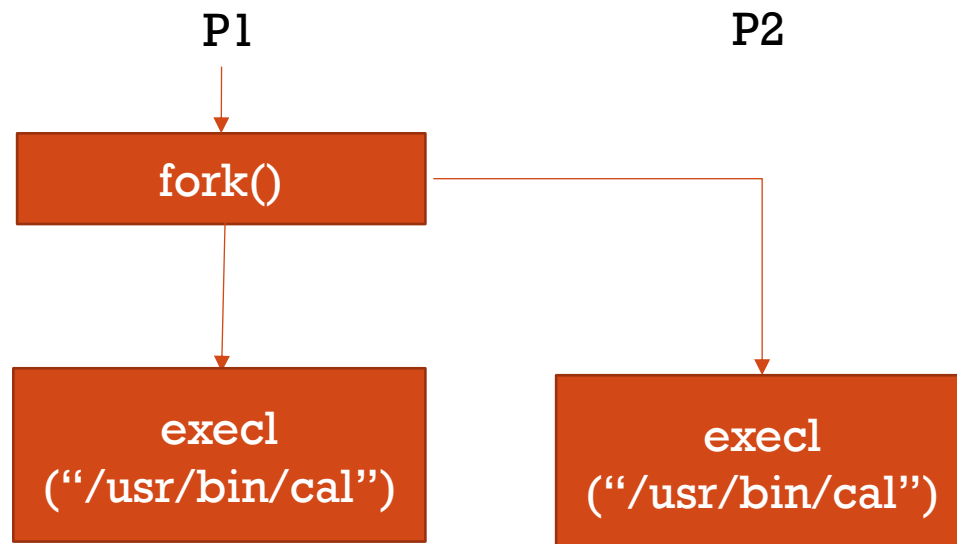 P1
P2
fork()
execl
(“/usr/bin/cal”)
execl
(“/usr/bin/cal”)